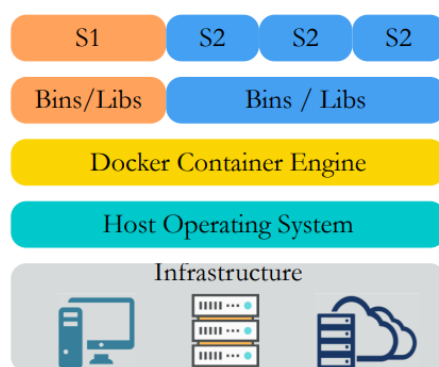 S1 S2 S2 S2
Bins/Libs Bins / Libs
Docker Container Engine
Host Operating System
Infrastructure